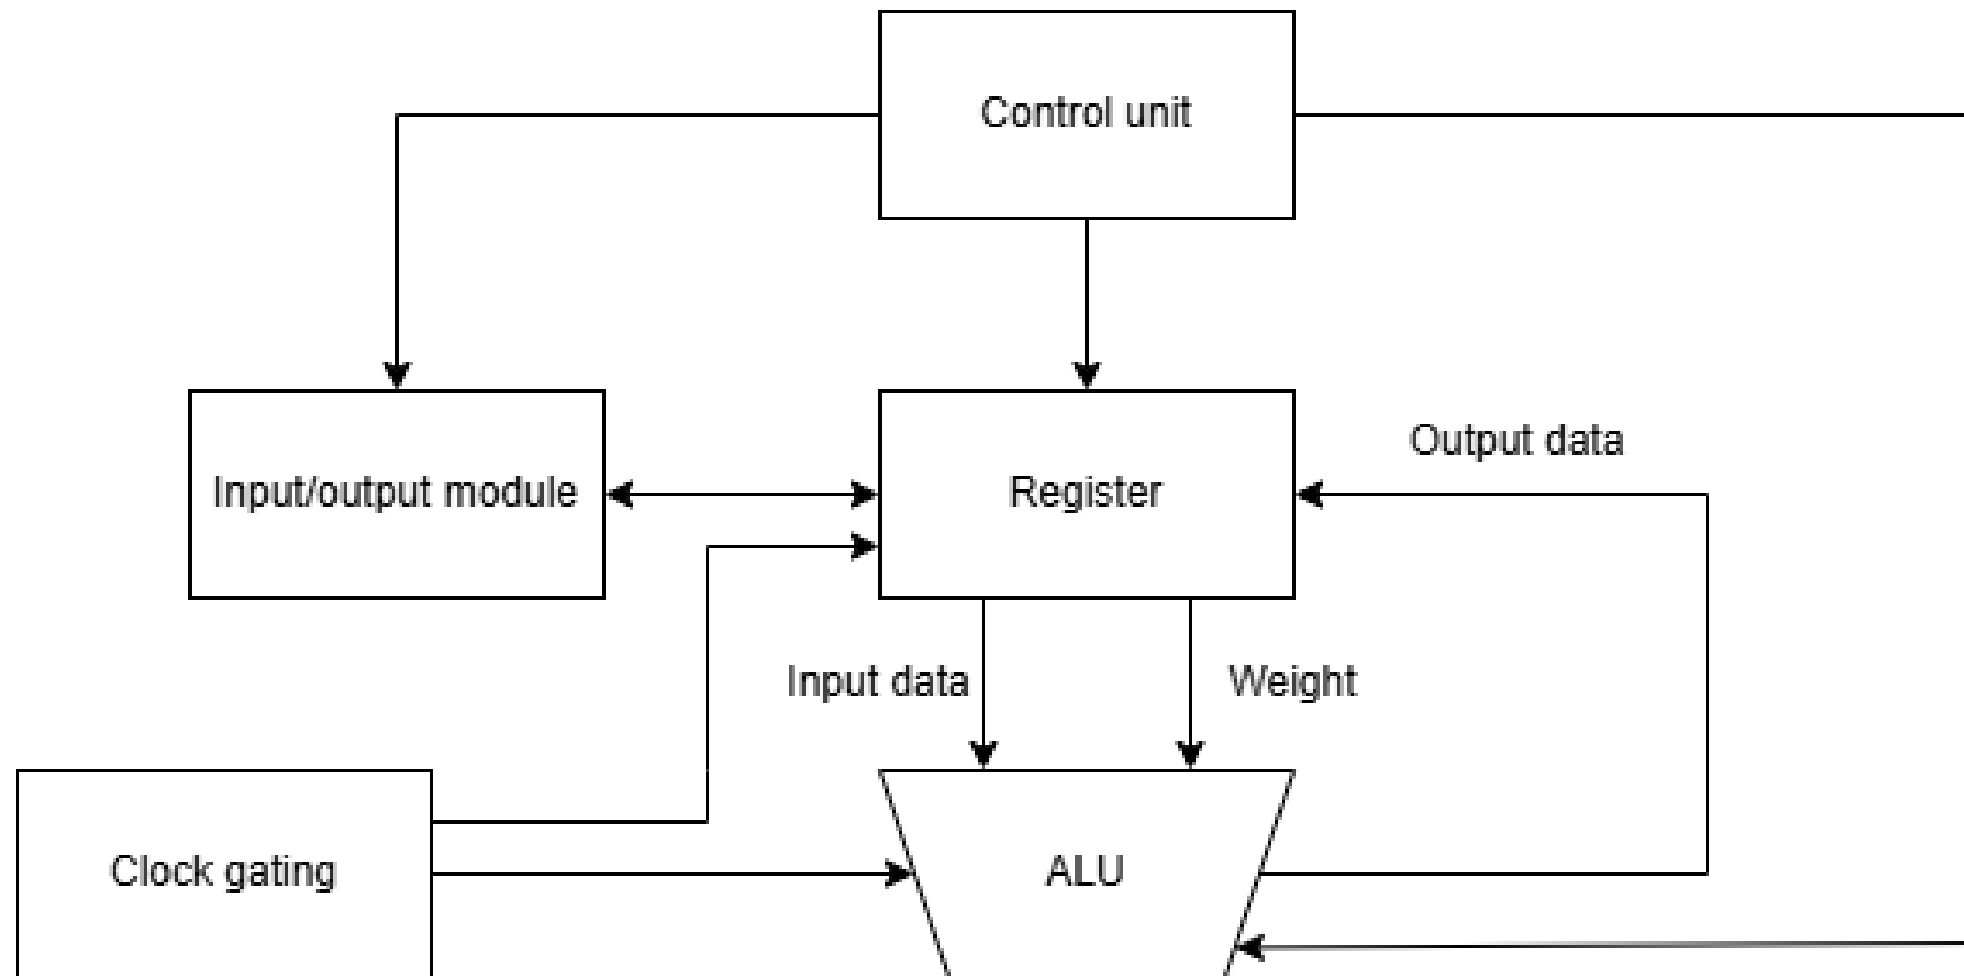 Control unit
Output data
Input/output module
Register
Input data
Weight
Clock gating
ALU